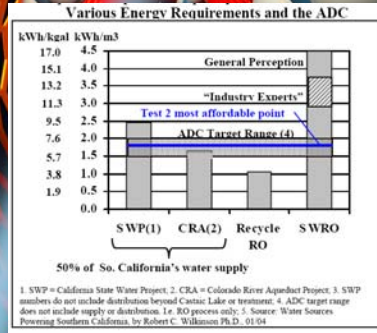 Various Energy Requirements and the ADC
kWh/kgal kWh/m3
17.0 4.5
15.1 4.0
13.2 3.5
11.3 3.0
9.5 2.5
7.6 2.0
5.7 1.5
3.8 1.0
1.9 0.5
0.0
General Perception
"Industry Experts"
Test 2 most affordable point
ADC Target Range (4)
SWP(1) CRA(2) Recycle RO SWRO
50% of So. California's water supply
1. SWP = California State Water Project; 2. CRA = Colorado River Aqueduct Project; 3. SWP
numbers do not include distribution beyond Castaic Lake or treatment; 4. ADC target range
does not include supply or distribution. I.e. RO process only; 5. Source: Water Sources
Powering Southern California, by Robert C. Wilkinson Ph.D., 01/04